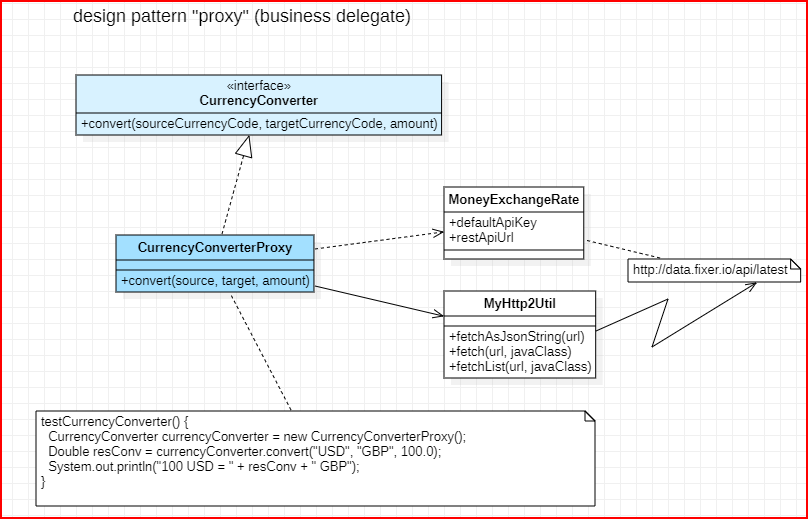 design pattern "proxy" (business delegate)
«interface»
CurrencyConverter
+convert(sourceCurrencyCode, targetCurrencyCode, amount)
MoneyExchangeRate
+defaultApiKey
+restApiUrl
CurrencyConverterProxy
+convert(source, target, amount)
http://data.fixer.io/api/latest
MyHttp2Util
+fetchAsJsonString(url)
+fetch(url, javaClass)
+fetchList(url, javaClass)
testCurrencyConverter() {
CurrencyConverter currencyConverter = new CurrencyConverterProxy();
Double resConv = currencyConverter.convert("USD", "GBP", 100.0);
System.out.println("100 USD = " + resConv + " GBP");
}